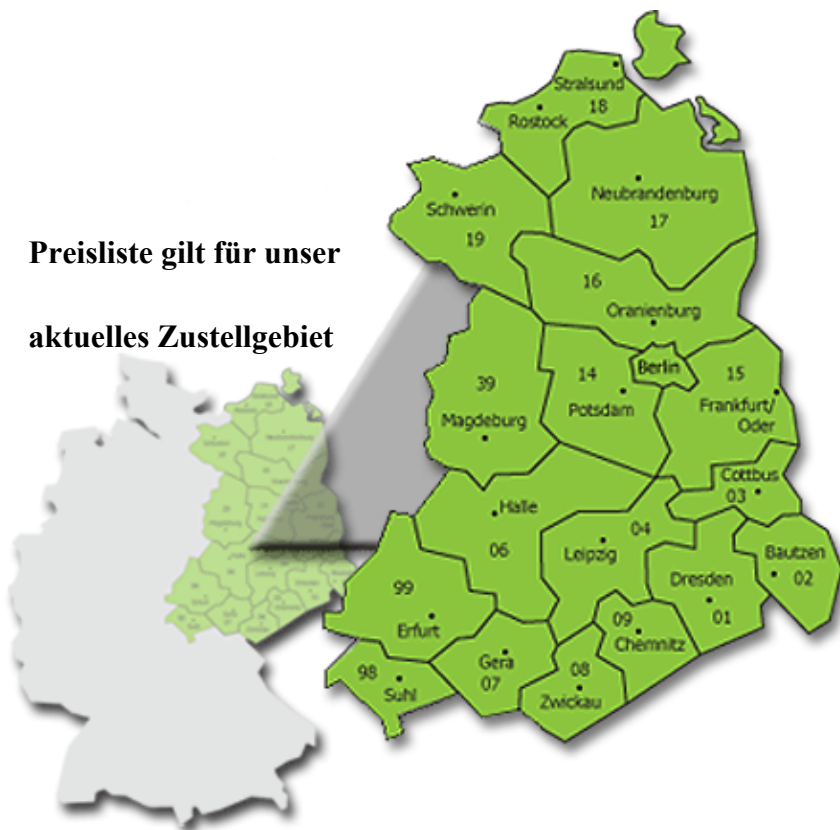 Stralsund
18
Rostock
Neubrandenburg
17
Schwerin
19
Preisliste gilt für unser
aktuelles Zustellgebiet
16
Oranienburg
Berlin
39
Magdeburg
14
Potsdam
15
Frankfurt/
Oder
Cottbus
03
Halle
06
04
Leipzig
Bautzen
02
Dresden
01
99
Erfurt
09
Chemnitz
98
Suhl
Gera
07
08
Zwickau